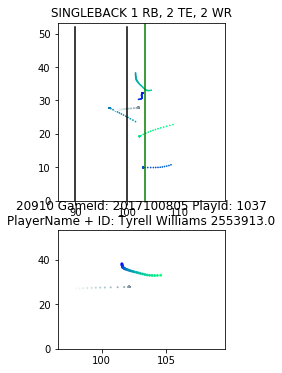 SINGLEBACK 1 RB, 2 TE, 2 WR
50
40
30
20
10
0
90 100 110
20910 GameId: 2017100805 PlayId: 1037
PlayerName + ID: Tyrell Williams 2553913.0
40
20
0
100 105